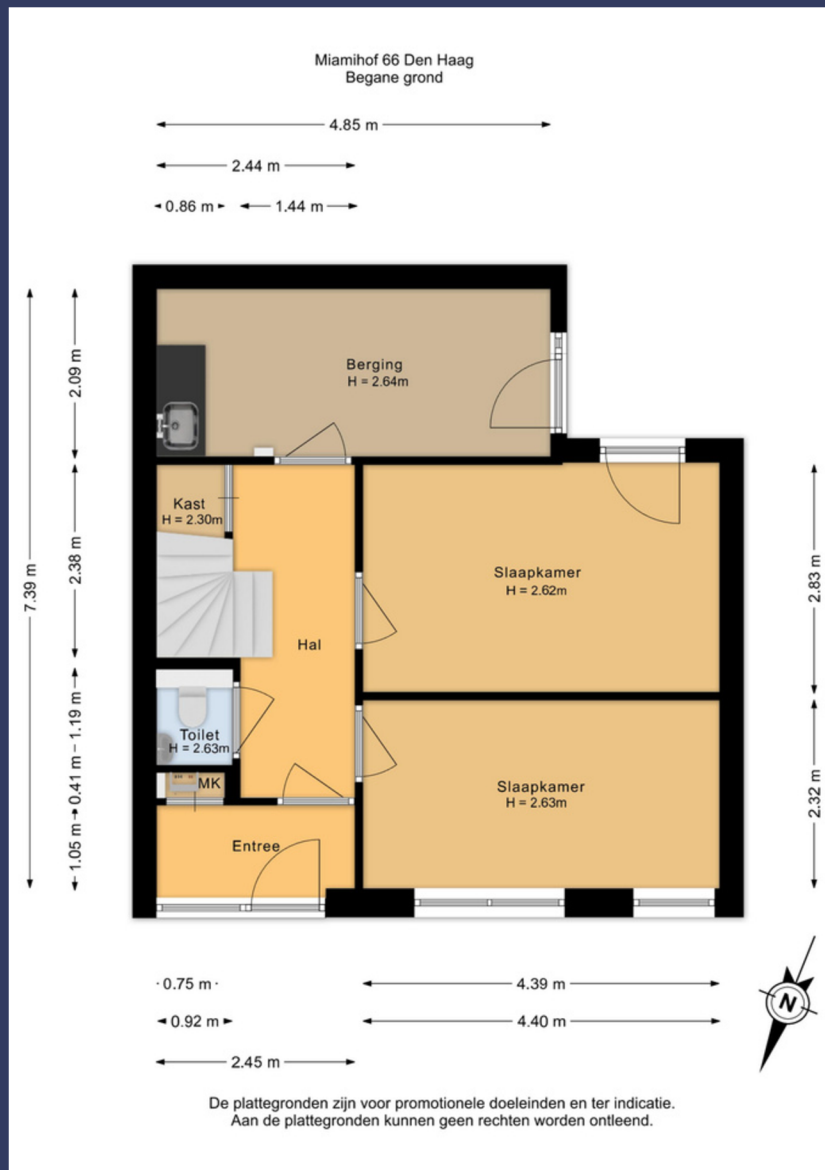 Miamihof 66 Den Haag
Begane grond
4.85 m
2.44 m
0.86 m
1.44 m
7.39 m
2.09 m
2.38 m
1.19 m
0.41 m
1.05 m
2.83 m
2.32 m
Berging
H = 2.64m
Kast
H = 2.30m
Slaapkamer
H = 2.62m
Hal
Toilet
H = 2.63m
MK
Slaapkamer
H = 2.63m
Entree
0.75 m
4.39 m
0.92 m
4.40 m
2.45 m
N
De plattegronden zijn voor promotionele doeleinden en ter indicatie.
Aan de plattegronden kunnen geen rechten worden ontleend.